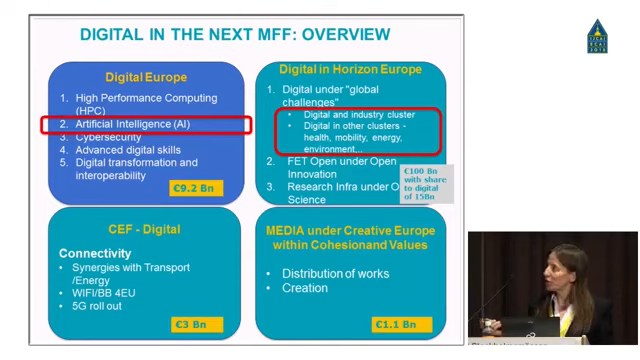 DIGITAL IN THE NEXT MFF: OVERVIEW
Digital Europe
1. High Performance Computing
(HPC)
2. Artificial Intelligence (AI)
3. Cybersecurity
4. Advanced digital skills
5. Digital transformation and
interoperability
€9.2 Bn
Digital in Horizon Europe
1. Digital under "global
challenges"
• Digital and industry cluster
• Digital in other clusters -
health, mobility, energy,
environment...
2. FET Open under Open
Innovation
3. Research Infra under O
Science
€100 Bn
with share
to digital
of 15Bn
CEF - Digital
Connectivity
• Synergies with Transport
/Energy
• WIFI/BB 4EU
• 5G roll out
€3 Bn
MEDIA under Creative Europe
within Cohesion and Values
• Distribution of works
• Creation
€1.1 Bn